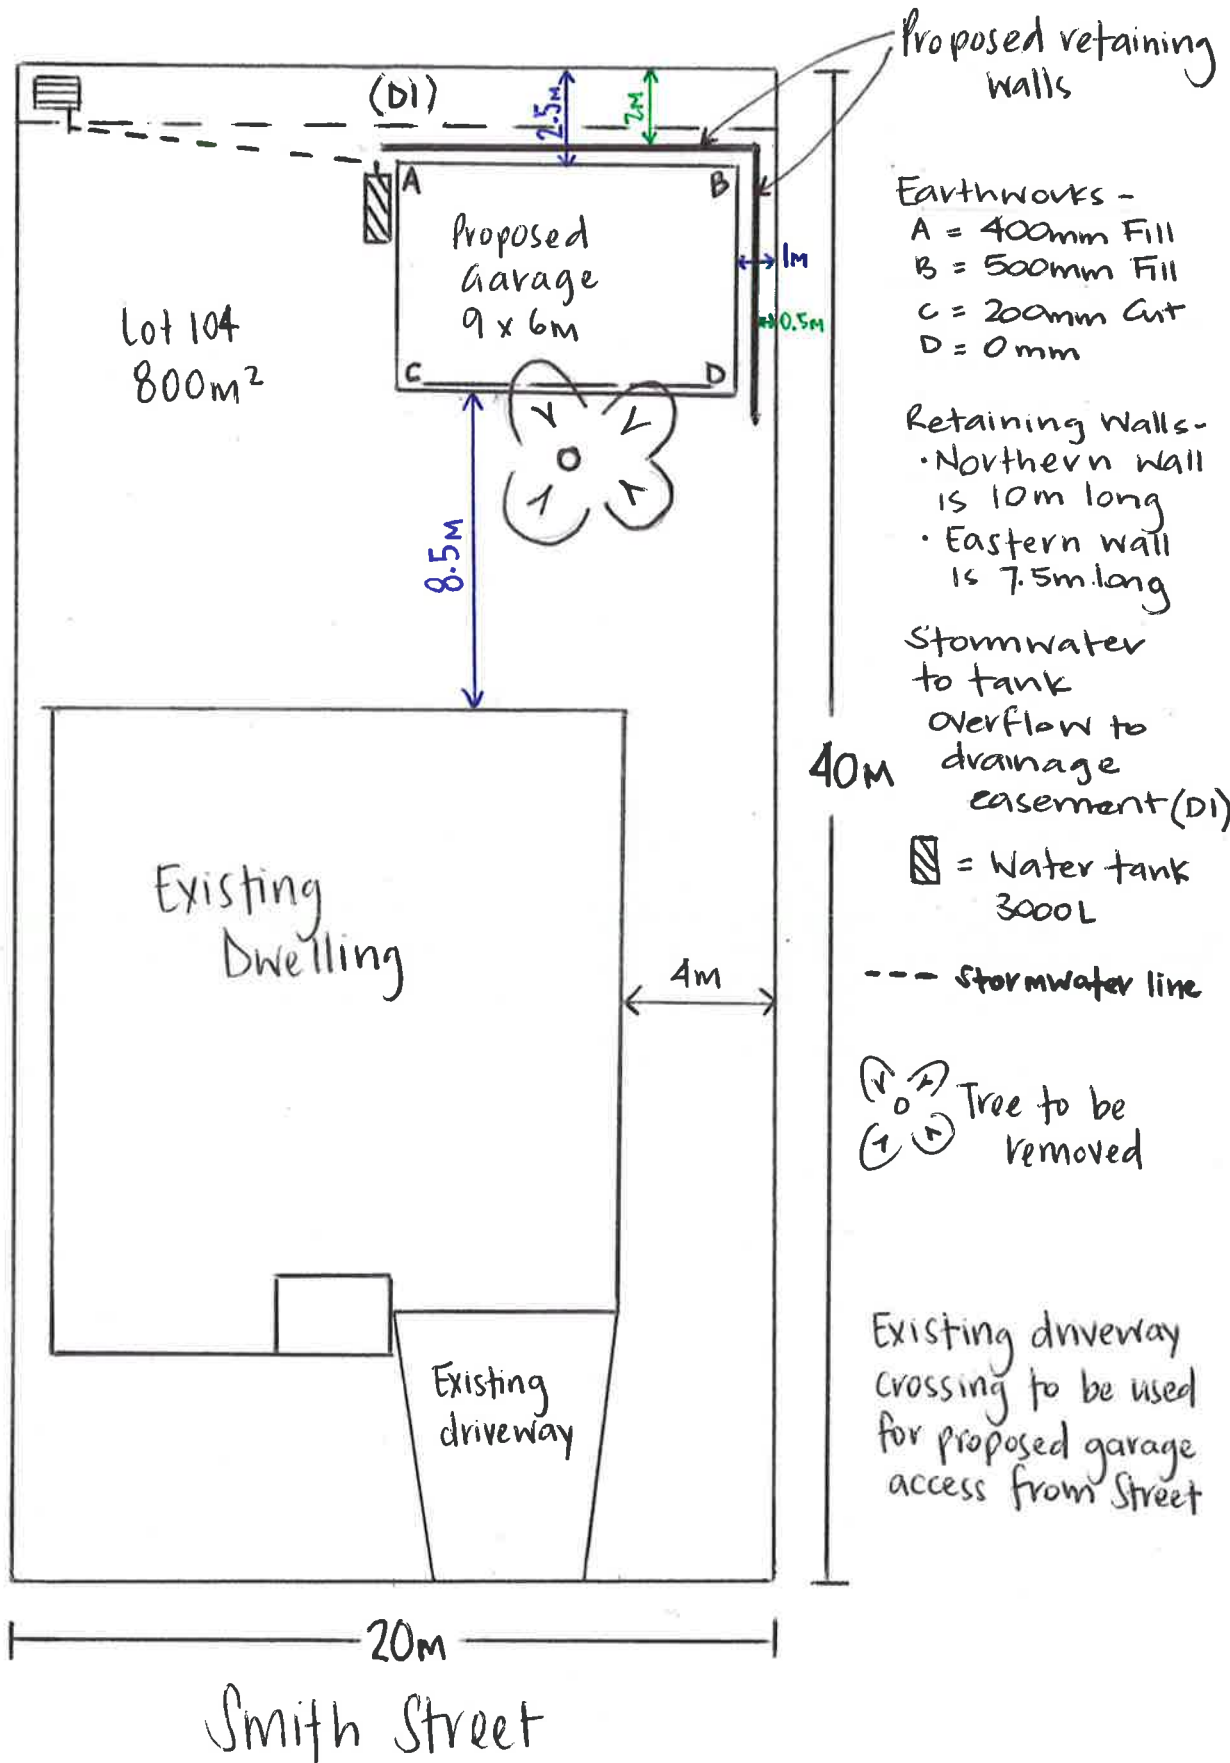 Proposed retaining
walls
(D1)
2.5M
2M
A
B
Proposed
Garage
9 x 6m
1M
0.5M
C
D
Lot 104
800m²
Earthworks -
A = 400mm Fill
B = 500mm Fill
C = 200mm Cut
D = 0mm
Retaining Walls-
· Northern wall
is 10m long
· Eastern wall
is 7.5m.long
8.5M
Stormwater
to tank
overflow to
drainage
easement (D1)
40M
= Water tank
3000L
Existing
Dwelling
4m
--- Stormwater line
Tree to be
removed
Existing
driveway
Existing driveway
crossing to be used
for proposed garage
access from Street
20M
Smith Street